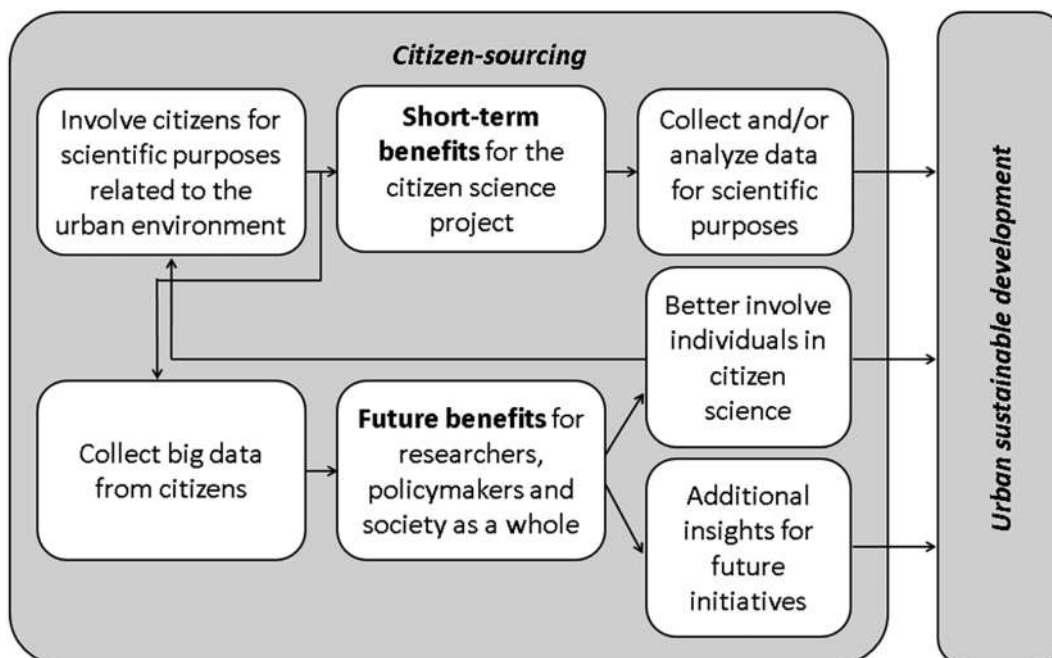 Citizen-sourcing
Involve citizens for
scientific purposes
related to the
urban environment
Short-term
benefits for the
citizen science
project
Collect and/or
analyze data
for scientific
purposes
Better involve
individuals in
citizen
science
Collect big data
from citizens
Future benefits for
researchers,
policymakers and
society as a whole
Additional
insights for
future
initiatives
Urban sustainable development